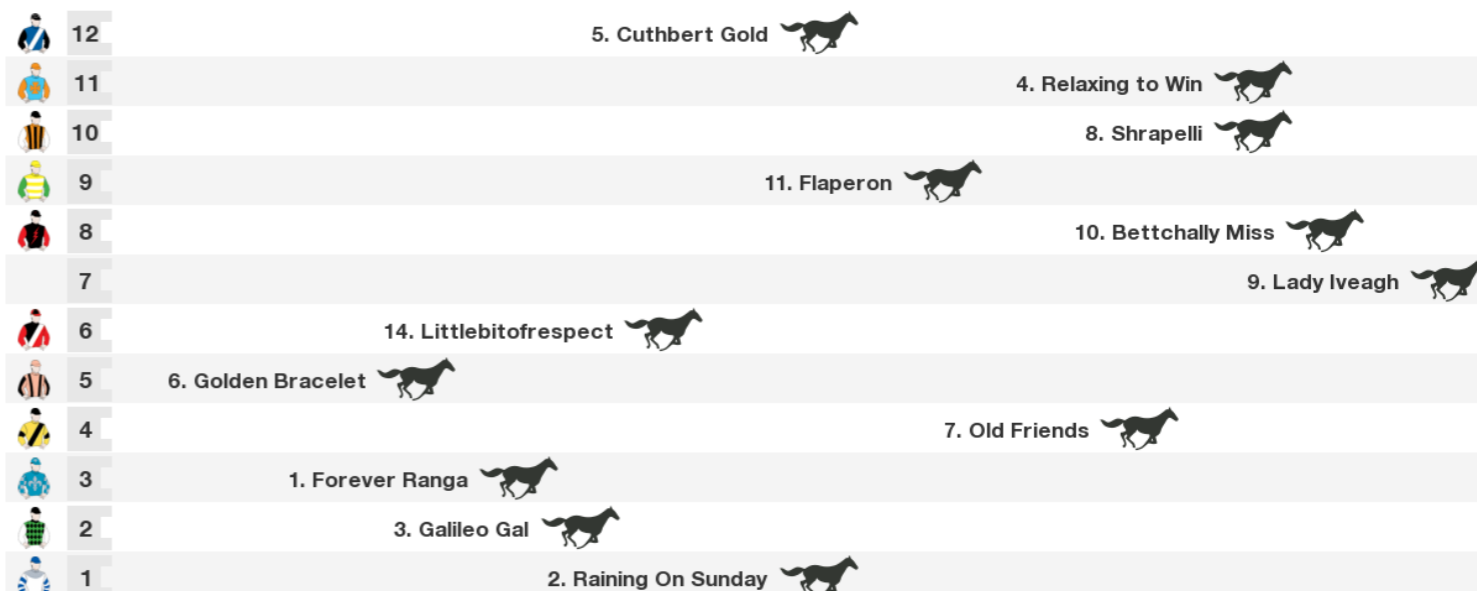 12 5. Cuthbert Gold
11 4. Relaxing to Win
10 8. Shrapelli
9 11. Flaperon
8 10. Bettchally Miss
7 9. Lady Iveagh
6 14. Littlebitofrespect
5 6. Golden Bracelet
4 7. Old Friends
3 1. Forever Ranga
2 3. Galileo Gal
1 2. Raining On Sunday